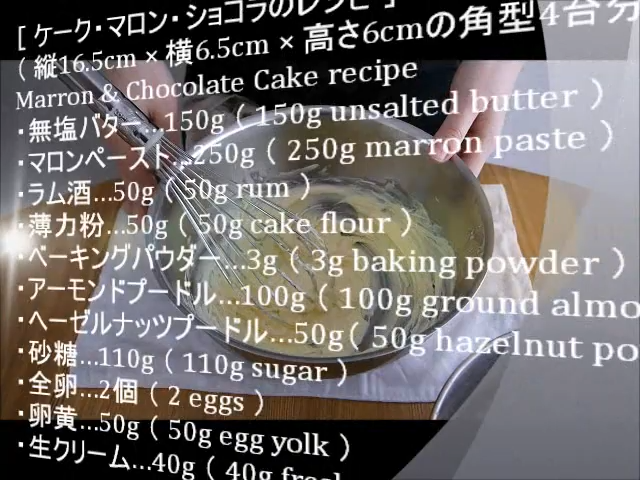 [ ケーク・マロン・ショコラのレシピ ]
( 縦16.5cm × 横6.5cm × 高さ6cmの角型4台分
Marron & Chocolate Cake recipe
・無塩バター…150g ( 150g unsalted butter )
・マロンペースト…250g ( 250g marron paste )
・ラム酒…50g ( 50g rum )
・薄力粉…50g ( 50g cake flour )
・ベーキングパウダー…3g ( 3g baking powder )
・アーモンドプードル…100g ( 100g ground almo
・ヘーゼルナッツプードル…50g ( 50g hazelnut po
・砂糖…110g ( 110g sugar )
・全卵…2個 ( 2 eggs )
・卵黄…50g ( 50g egg yolk )
・生クリーム…40g ( 40g fresh